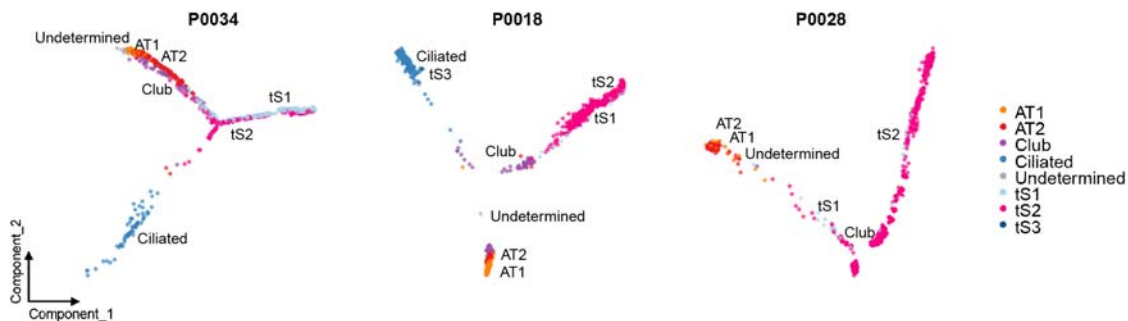 P0034
P0018
P0028
Undetermined
AT1
AT2
Club
tS1
tS2
Ciliated
Component_2
Component_1
Ciliated
tS3
tS2
tS1
Club
Undetermined
AT2
AT1
tS2
AT2
AT1
Undetermined
tS1
Club
AT1
AT2
Club
Ciliated
Undetermined
tS1
tS2
tS3